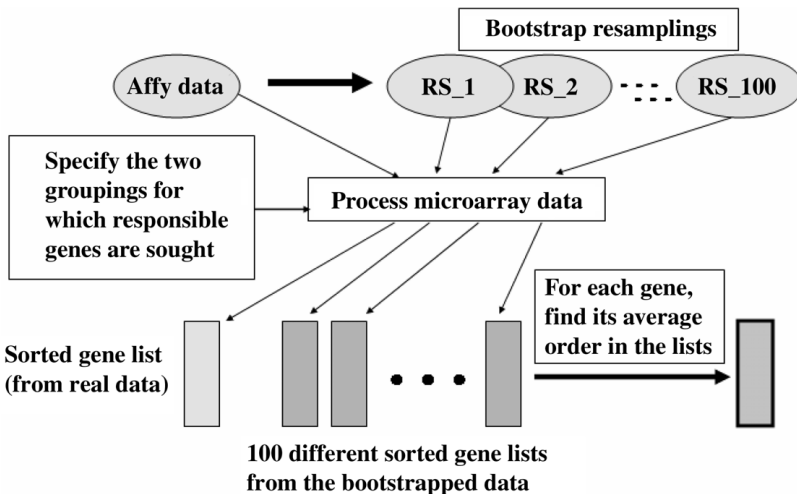 Bootstrap resamplings
Affy data
RS_1
RS_2
RS_100
Specify the two
groupings for
which responsible
genes are sought
Process microarray data
For each gene,
find its average
order in the lists
Sorted gene list
(from real data)
100 different sorted gene lists
from the bootstrapped data